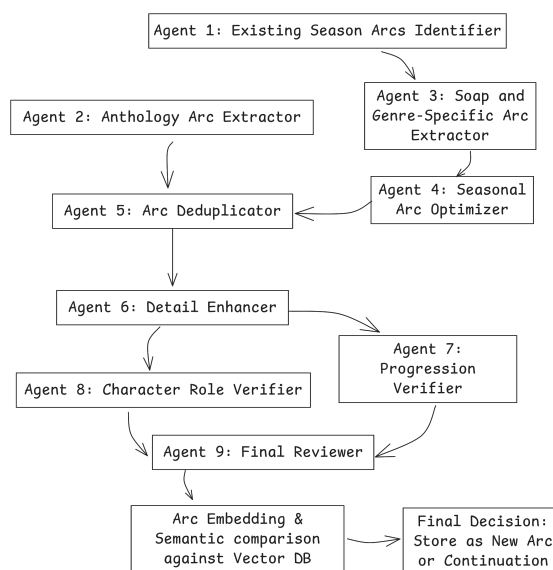 Agent 1: Existing Season Arcs Identifier
Agent 3: Soap and
Genre-Specific Arc
Extractor
Agent 2: Anthology Arc Extractor
Agent 4: Seasonal
Arc Optimizer
Agent 5: Arc Deduplicator
Agent 6: Detail Enhancer
Agent 7:
Progression
Verifier
Agent 8: Character Role Verifier
Agent 9: Final Reviewer
Arc Embedding &
Semantic comparison
against Vector DB
Final Decision:
Store as New Arc
or Continuation